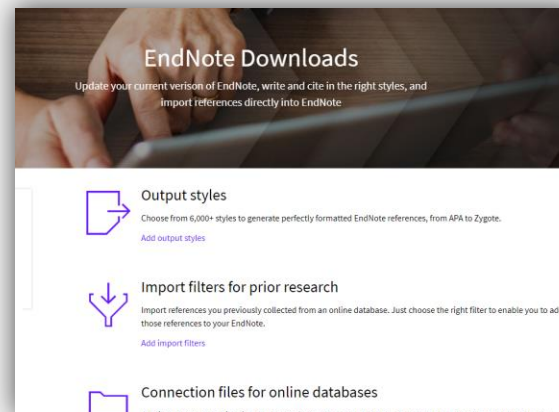 EndNote Downloads
Update your current verison of EndNote, write and cite in the right styles, and
import references directly into EndNote
Output styles
Choose from 6,000+ styles to generate perfectly formatted EndNote references, from APA to Zygote.
Add output styles
Import filters for prior research
Import references you previously collected from an online database. Just choose the right filter to enable you to ad
those references to your EndNote.
Add import filters
Connection files for online databases